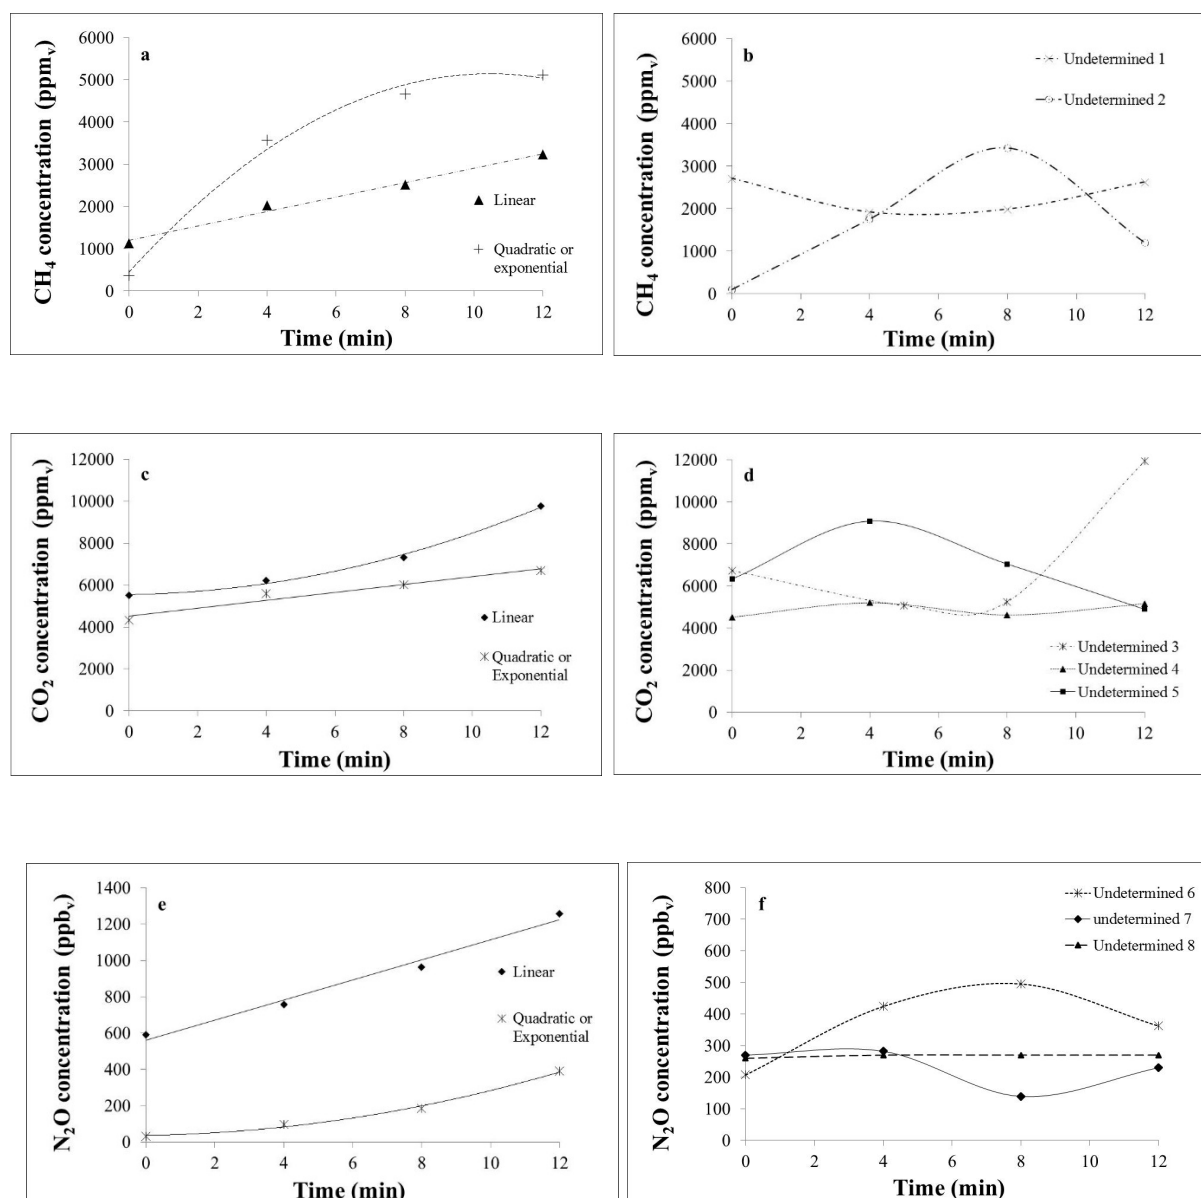 a
CH4 concentration (ppmv)
6000
5000
4000
3000
2000
1000
0
Linear
Quadratic or
exponential
0 2 4 6 8 10 12
Time (min)
b
CH4 concentration (ppmv)
6000
5000
4000
3000
2000
1000
0
Undetermined 1
Undetermined 2
0 2 4 6 8 10 12
Time (min)
c
CO2 concentration (ppmv)
12000
10000
8000
6000
4000
2000
0
Linear
Quadratic or
Exponential
0 2 4 6 8 10 12
Time (min)
d
CO2 concentration (ppmv)
12000
10000
8000
6000
4000
2000
0
Undetermined 3
Undetermined 4
Undetermined 5
0 2 4 6 8 10 12
Time (min)
e
N2O concentration (ppbv)
1400
1200
1000
800
600
400
200
0
Linear
Quadratic or
Exponential
0 2 4 6 8 10 12
Time (min)
f
N2O concentration (ppbv)
800
700
600
500
400
300
200
100
0
Undetermined 6
undetermined 7
Undetermined 8
0 2 4 6 8 10 12
Time (min)